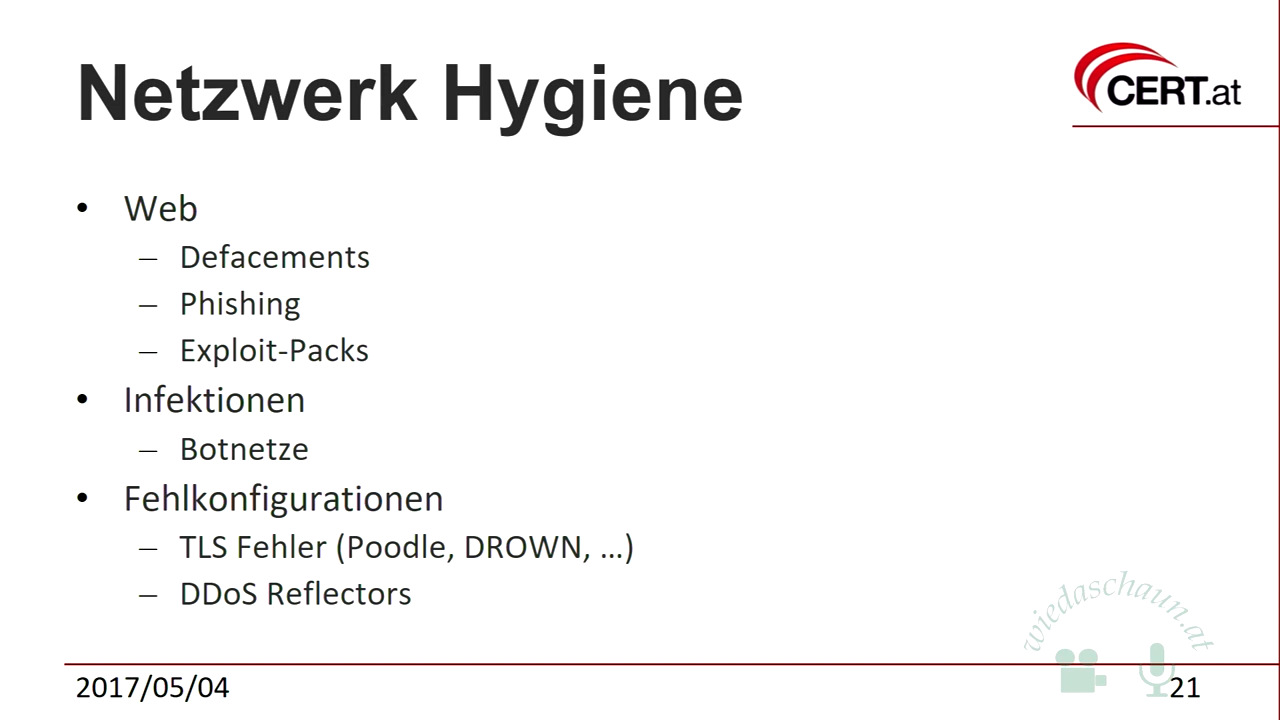 Netzwerk Hygiene
CERT.at
• Web
– Defacements
– Phishing
– Exploit-Packs
• Infektionen
– Botnetze
• Fehlkonfigurationen
– TLS Fehler (Poodle, DROWN, …)
– DDoS Reflectors
wiedaschaun.at
2017/05/04
21